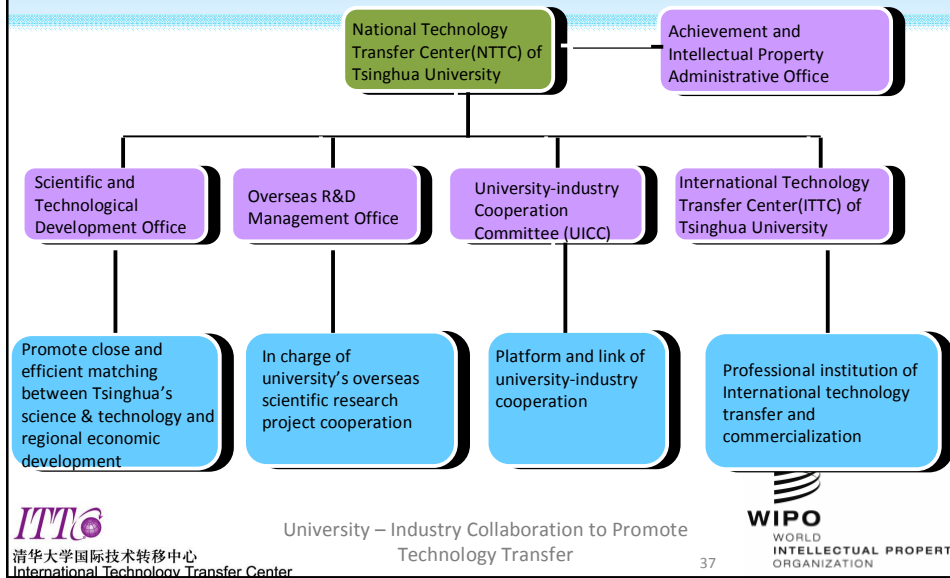 National Technology
Transfer Center(NTTC) of
Tsinghua University
Achievement and
Intellectual Property
Administrative Office
Scientific and
Technological
Development Office
Overseas R&D
Management Office
University-industry
Cooperation
Committee (UICC)
International Technology
Transfer Center(ITTC) of
Tsinghua University
Promote close and
efficient matching
between Tsinghua's
science & technology and
regional economic
development
In charge of
university's overseas
scientific research
project cooperation
Platform and link of
university-industry
cooperation
Professional institution of
International technology
transfer and
commercialization
ITTC
清华大学国际技术转移中心
International Technology Transfer Center
University – Industry Collaboration to Promote
Technology Transfer
37
WIPO
WORLD
INTELLECTUAL PROPERT
ORGANIZATION